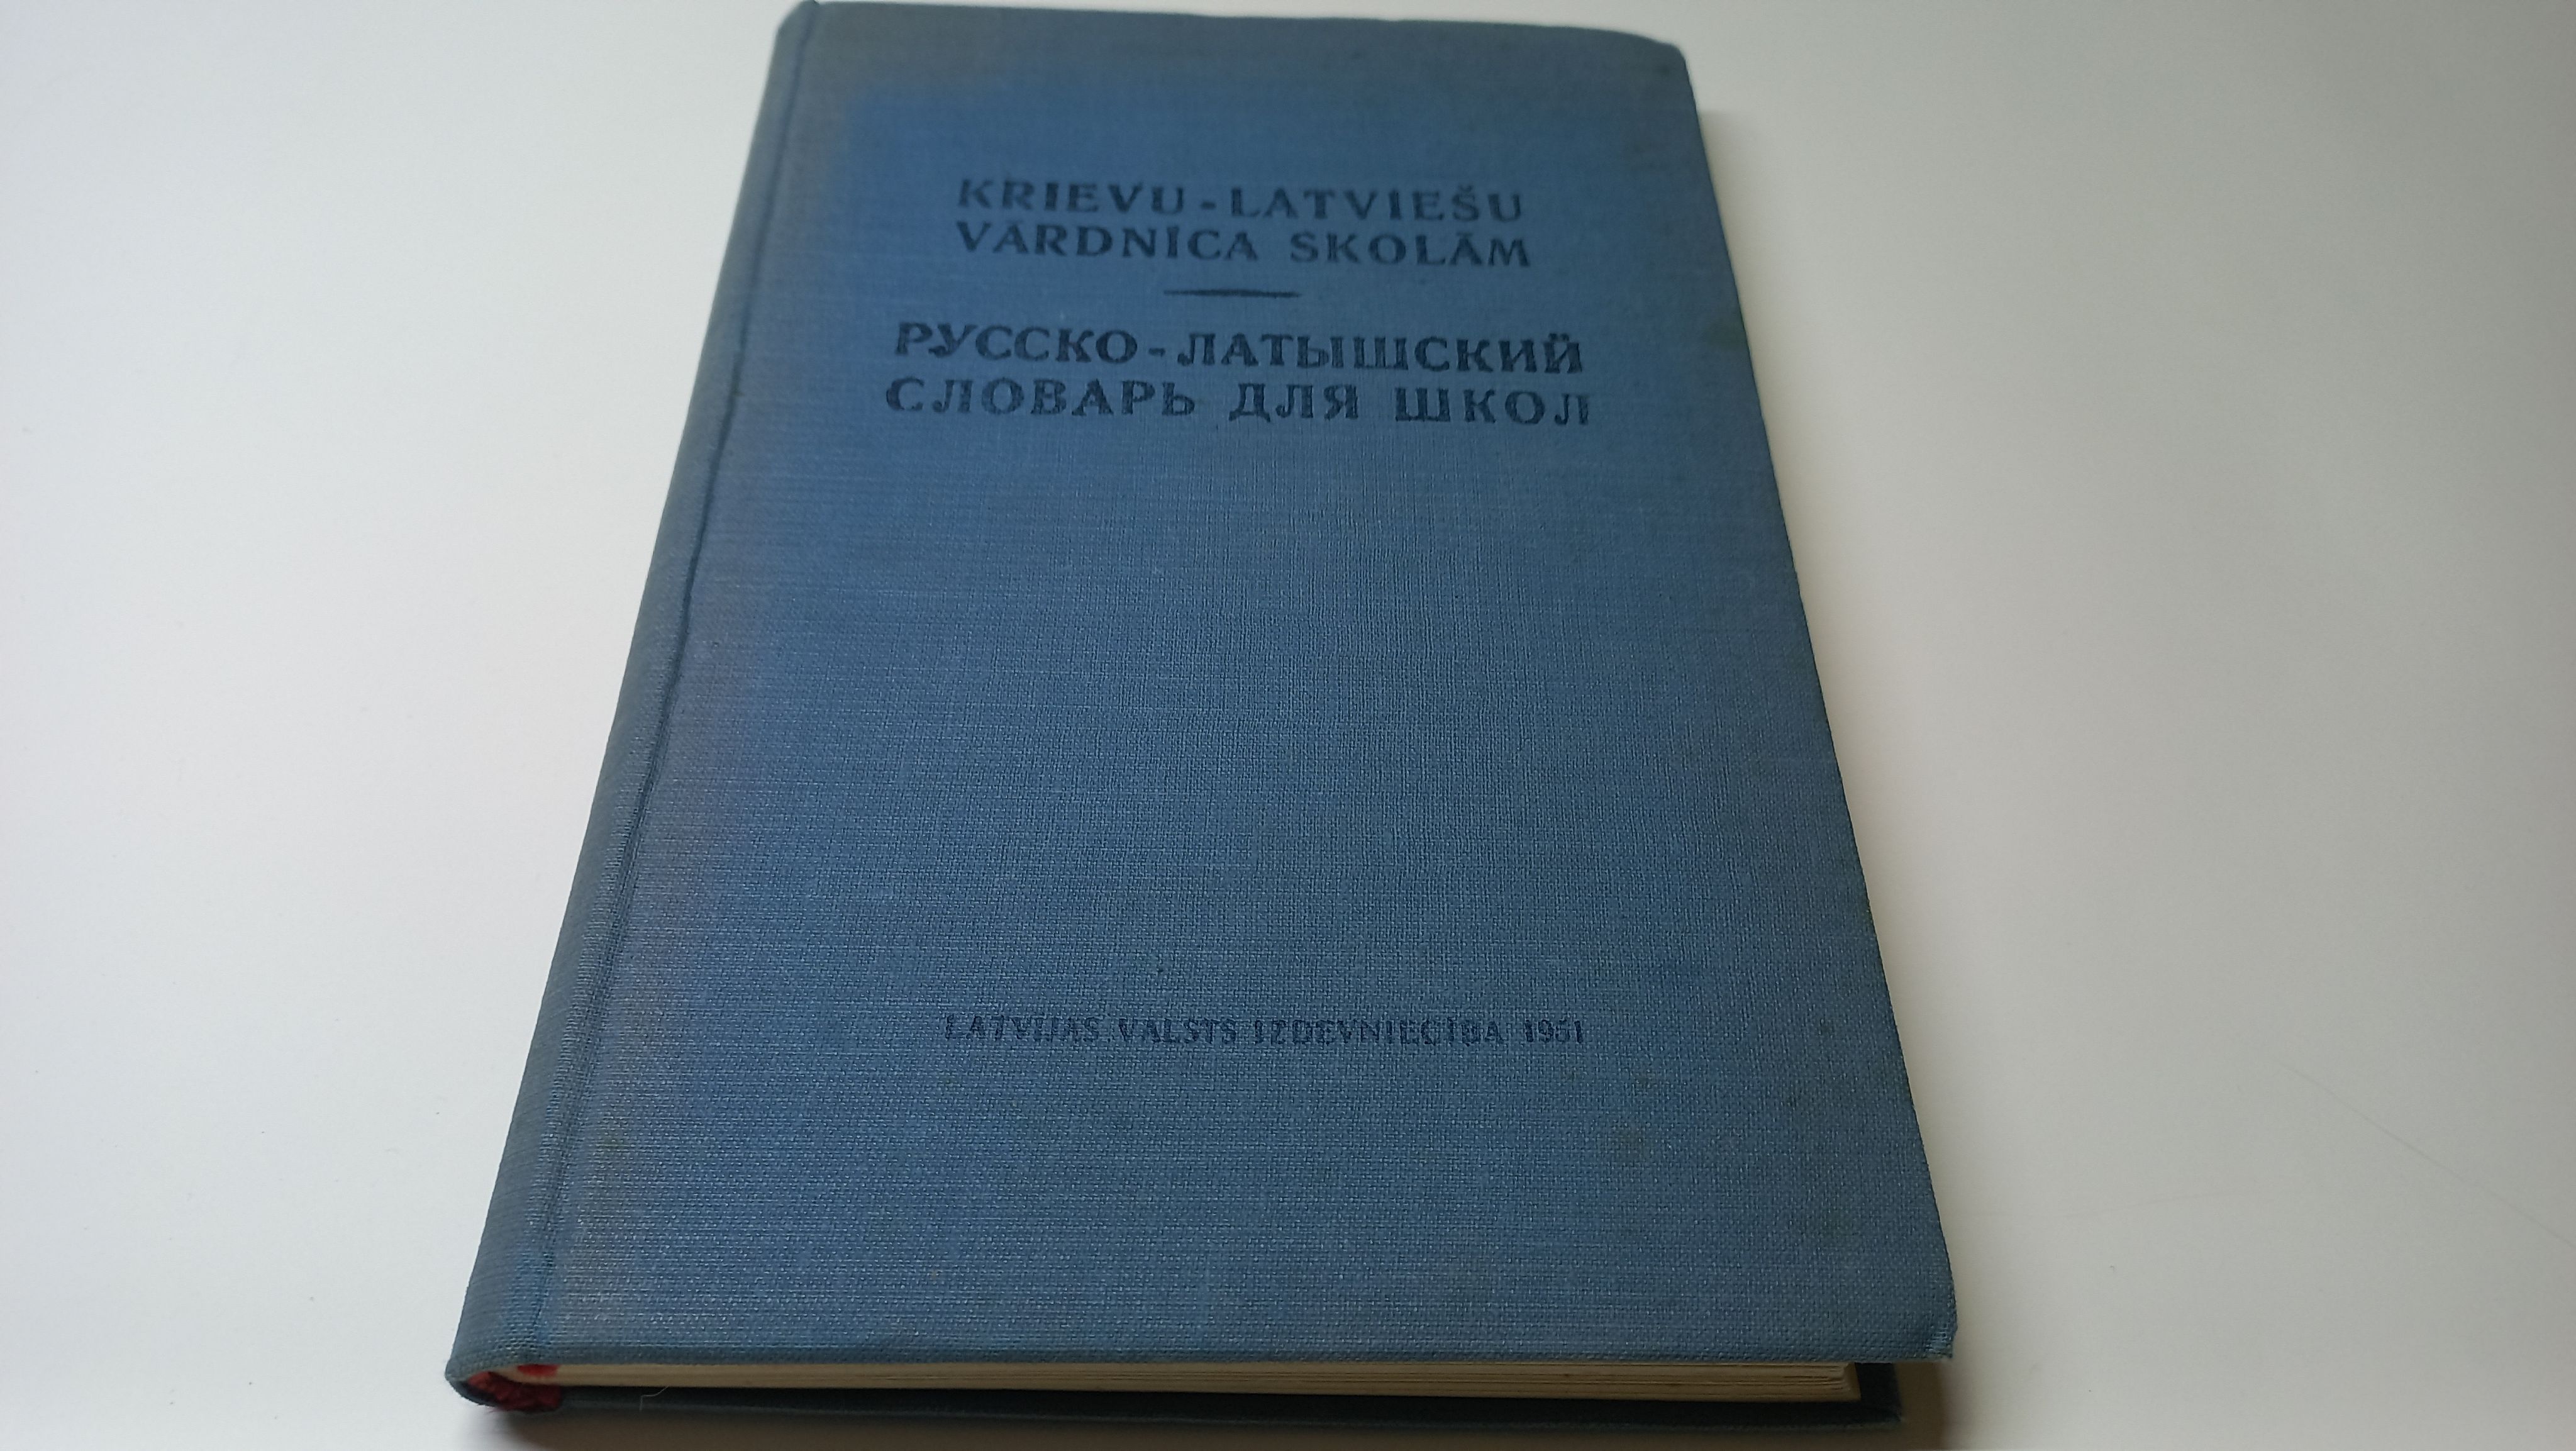 KRIEVU-LATVIEŠU
VĀRDNĪCA SKOLĀM
РУССКО-ЛАТЫШСКИЙ
СЛОВАРЬ ДЛЯ ШКОЛ
LATVIJAS VALSTS IZDEVNIECĪBA 1951